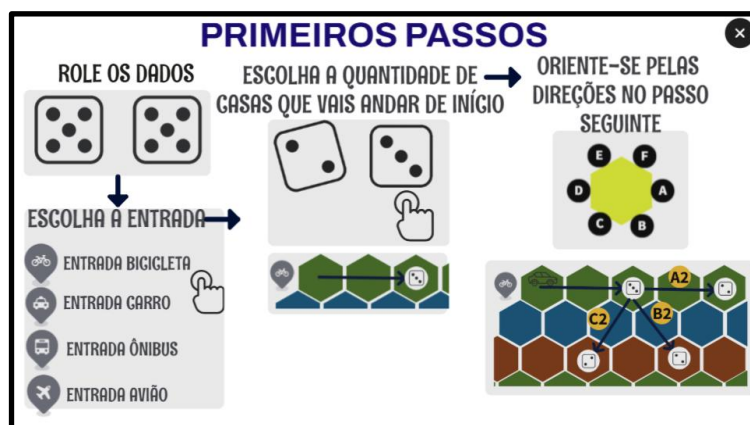 PRIMEIROS PASSOS
ROLE OS DADOS
ESCOLHA A ENTRADA
ENTRADA BICICLETA
ENTRADA CARRO
ENTRADA ÔNIBUS
ENTRADA AVIÃO
ESCOLHA A QUANTIDADE DE
CASAS QUE VAIS ANDAR DE INÍCIO
ORIENTE-SE PELAS
DIREÇÕES NO PASSO
SEGUINTE
E F
D A
C B
A2
C2 B2